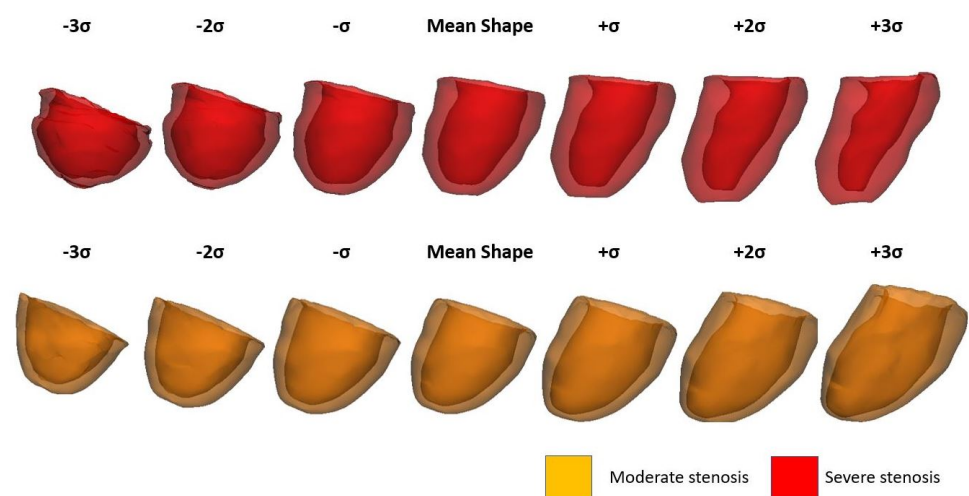 -3σ -2σ -σ Mean Shape +σ +2σ +3σ
-3σ -2σ -σ Mean Shape +σ +2σ +3σ
Moderate stenosis Severe stenosis